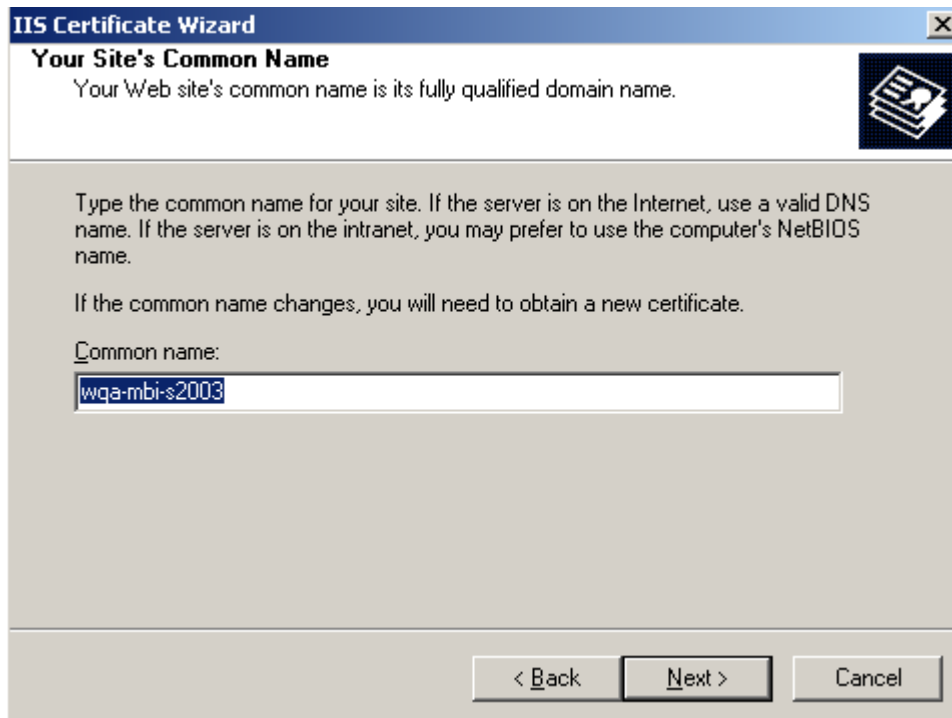 IIS Certificate Wizard
Your Site's Common Name
Your Web site's common name is its fully qualified domain name.
Type the common name for your site. If the server is on the Internet, use a valid DNS
name. If the server is on the intranet, you may prefer to use the computer's NetBIOS
name.
If the common name changes, you will need to obtain a new certificate.
Common name:
wqa-mbi-s2003
< Back
Next >
Cancel